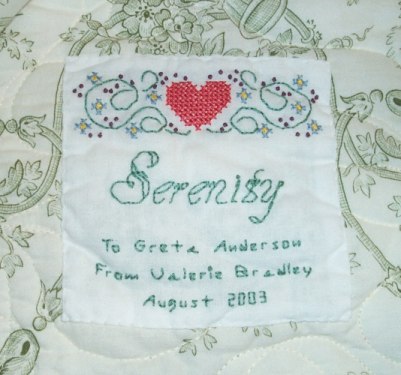 Serenity
To Greta Anderson
From Valerie Bradley
August 2003